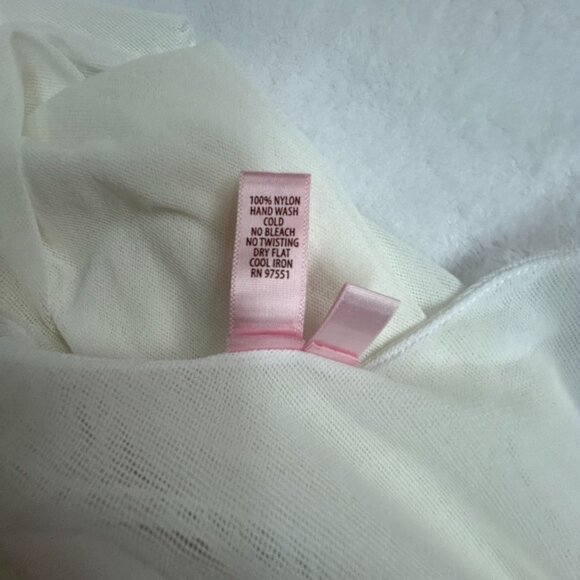 100% NYLON
HAND WASH
COLD
NO BLEACH
NO TWISTING
DRY FLAT
COOL IRON
RN 97551